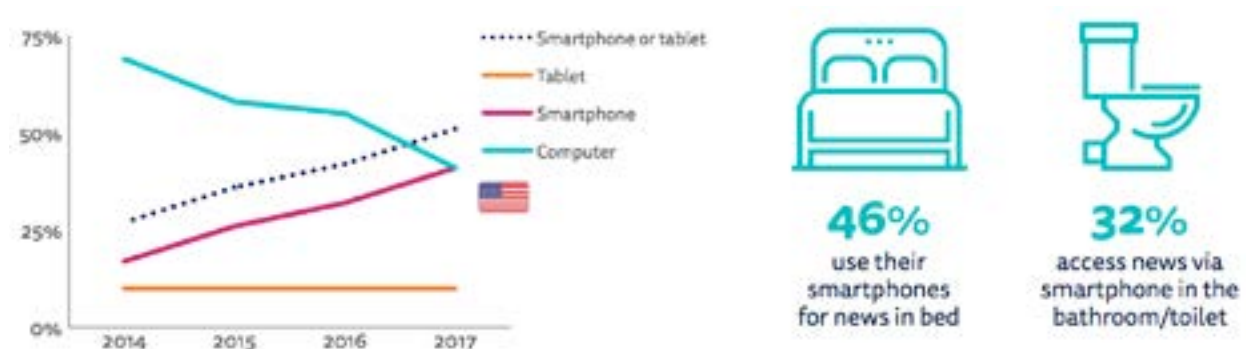 75%
50%
25%
0%
2014 2015 2016 2017
Smartphone or tablet
Tablet
Smartphone
Computer
46%
use their
smartphones
for news in bed
32%
access news via
smartphone in the
bathroom/toilet